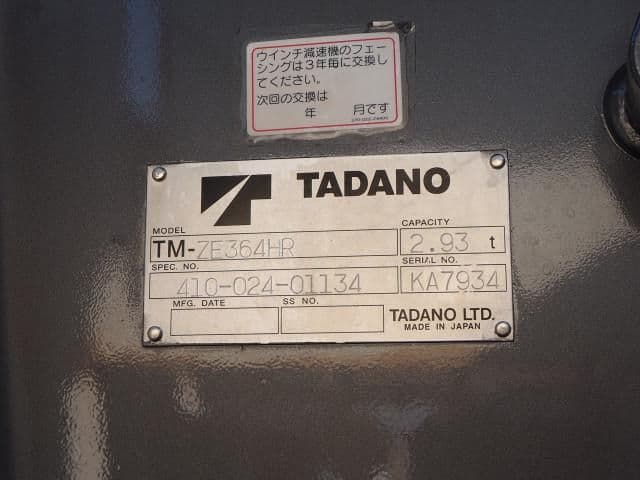 ウインチ減速機のフェー
シングは3年毎に交換し
てください。
次回の交換は
年 月です
TADANO
MODEL
TM-ZE364HR
CAPACITY
2.93 t
SPEC. NO.
410-024-01134
SERIAL NO.
KA7934
MFG. DATE
SS NO.
TADANO LTD.
MADE IN JAPAN